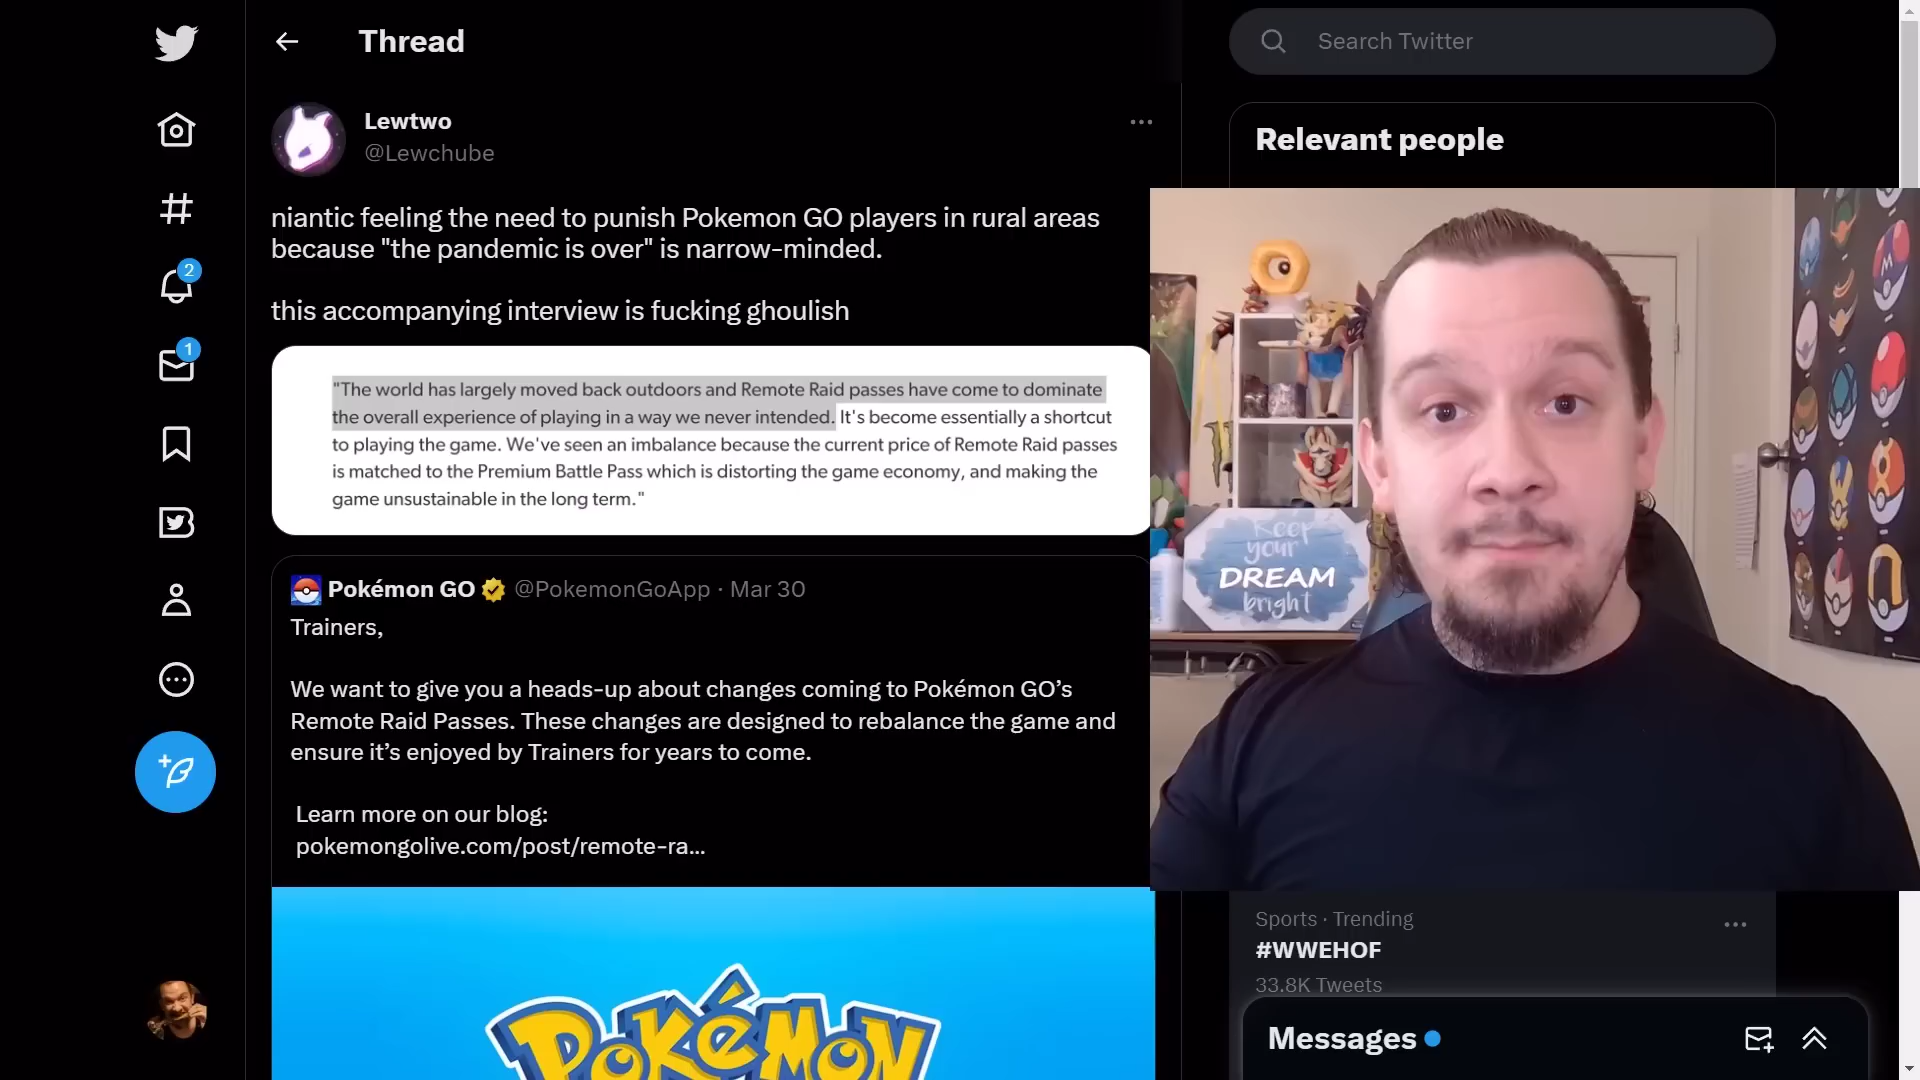 Thread
Search Twitter
Relevant people
Lewtwo
@Lewchube
niantic feeling the need to punish Pokemon GO players in rural areas
because "the pandemic is over" is narrow-minded.
this accompanying interview is fucking ghoulish
"The world has largely moved back outdoors and Remote Raid passes have come to dominate
the overall experience of playing in a way we never intended. It's become essentially a shortcut
to playing the game. We've seen an imbalance because the current price of Remote Raid passes
is matched to the Premium Battle Pass which is distorting the game economy, and making the
game unsustainable in the long term."
Pokémon GO @PokemonGoApp · Mar 30
Trainers,
We want to give you a heads-up about changes coming to Pokémon GO’s
Remote Raid Passes. These changes are designed to rebalance the game and
ensure it’s enjoyed by Trainers for years to come.
Learn more on our blog:
pokemongolive.com/post/remote-ra...
POKéMON
2
1
Keep
your
DREAM
bright
Sports · Trending
#WWEHOF
33.8K Tweets
Messages